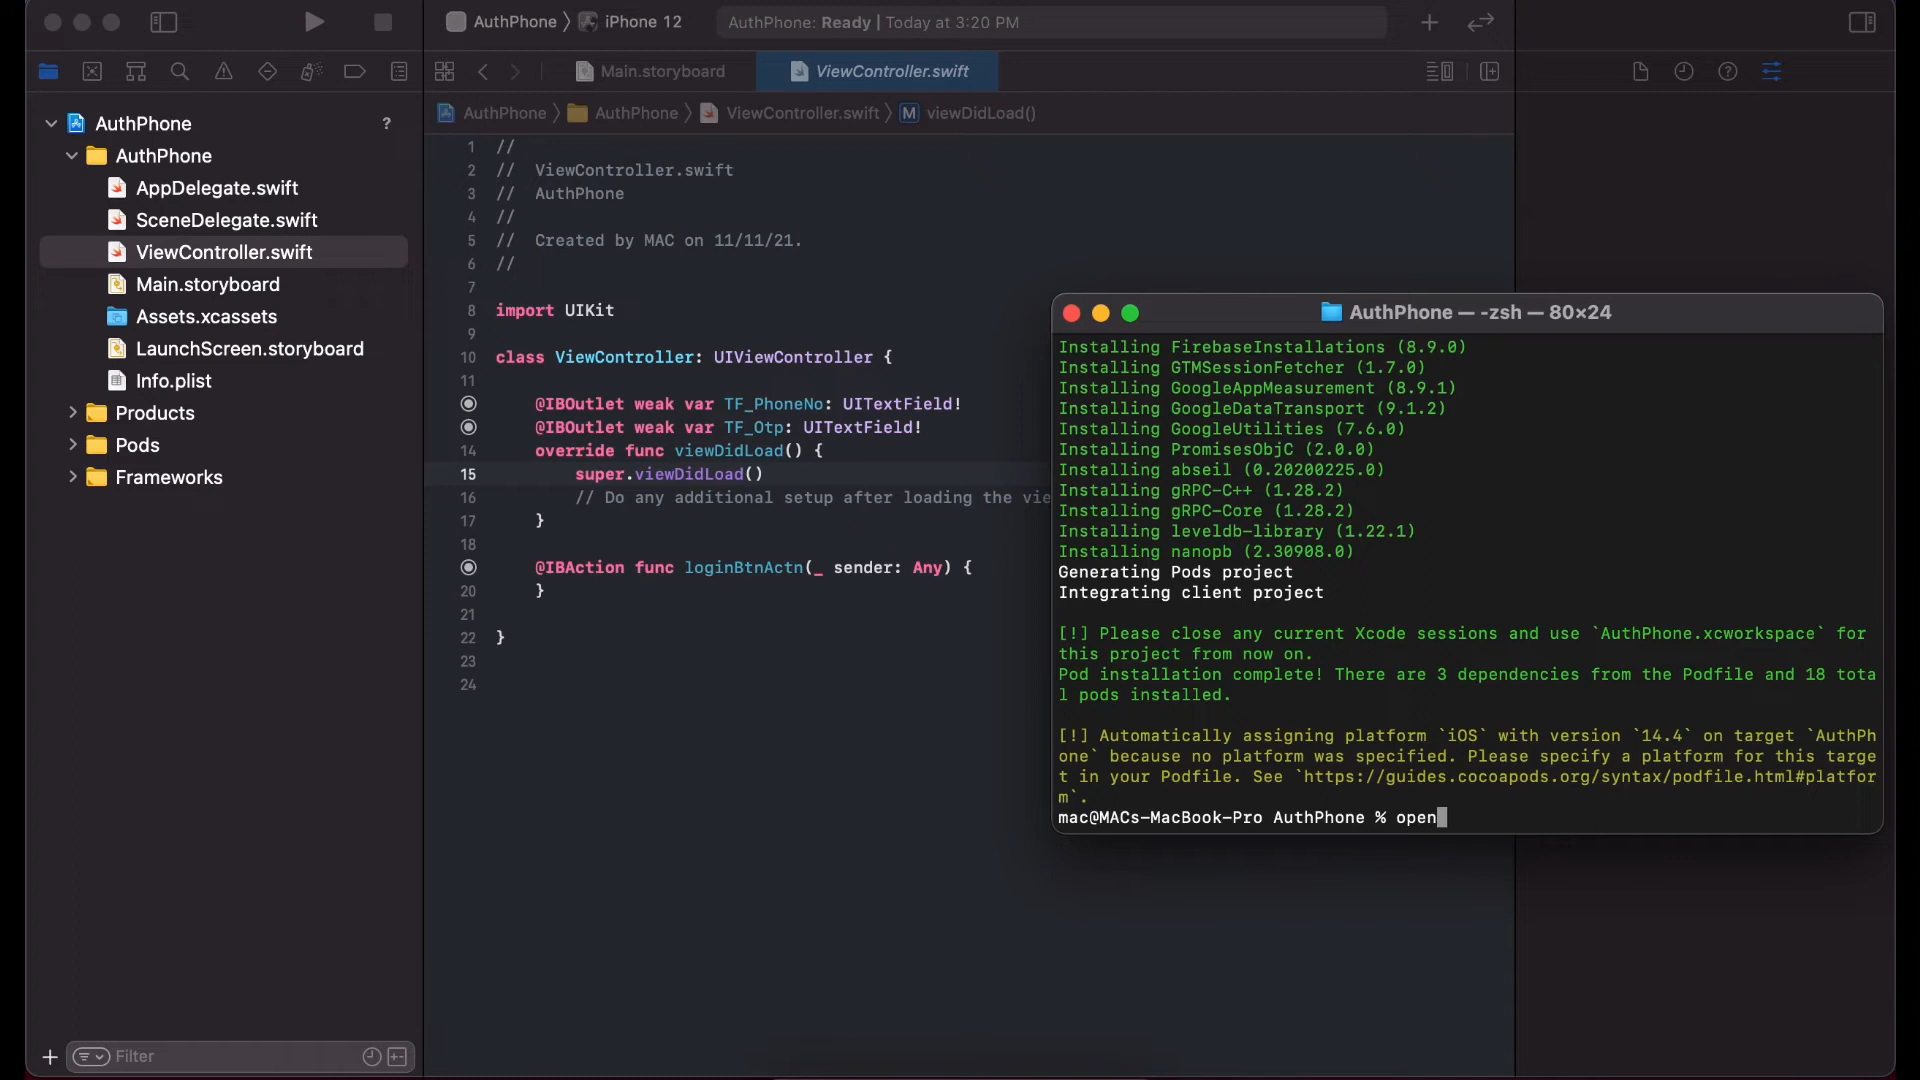 AuthPhone 〉 iPhone 12
AuthPhone: Ready | Today at 3:20 PM
Main.storyboard
ViewController.swift
AuthPhone 〉 AuthPhone 〉 ViewController.swift 〉 M viewDidLoad()
AuthPhone ?
AuthPhone
AppDelegate.swift
SceneDelegate.swift
ViewController.swift
Main.storyboard
Assets.xcassets
LaunchScreen.storyboard
Info.plist
Products
Pods
Frameworks
Filter
1 //
2 //  ViewController.swift
3 //  AuthPhone
4 //
5 //  Created by MAC on 11/11/21.
6 //
7
8 import UIKit
9
10 class ViewController: UIViewController {
11
@IBOutlet weak var TF_PhoneNo: UITextField!
@IBOutlet weak var TF_Otp: UITextField!
14 override func viewDidLoad() {
15 super.viewDidLoad()
16 // Do any additional setup after loading the vie
17 }
18
@IBAction func loginBtnActn(_ sender: Any) {
20 }
21
22 }
23
24
AuthPhone — -zsh — 80×24
Installing FirebaseInstallations (8.9.0)
Installing GTMSessionFetcher (1.7.0)
Installing GoogleAppMeasurement (8.9.1)
Installing GoogleDataTransport (9.1.2)
Installing GoogleUtilities (7.6.0)
Installing PromisesObjC (2.0.0)
Installing abseil (0.20200225.0)
Installing gRPC-C++ (1.28.2)
Installing gRPC-Core (1.28.2)
Installing leveldb-library (1.22.1)
Installing nanopb (2.30908.0)
Generating Pods project
Integrating client project
[!] Please close any current Xcode sessions and use `AuthPhone.xcworkspace` for
this project from now on.
Pod installation complete! There are 3 dependencies from the Podfile and 18 tota
l pods installed.
[!] Automatically assigning platform `iOS` with version `14.4` on target `AuthPh
one` because no platform was specified. Please specify a platform for this targe
t in your Podfile. See `https://guides.cocoapods.org/syntax/podfile.html#platfor
m`.
mac@MACs-MacBook-Pro AuthPhone % open